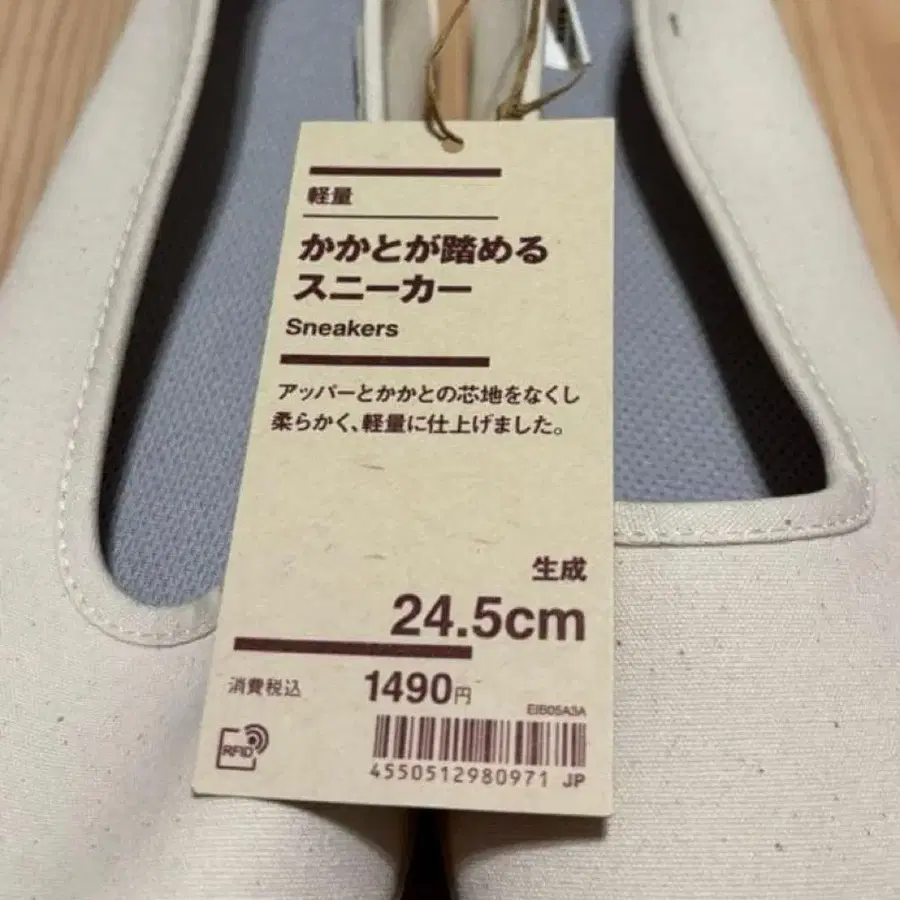 軽量
かかとが踏める
スニーカー
Sneakers
アッパーとかかとの芯地をなくし
柔らかく、軽量に仕上げました。
生成
24.5cm
消費税込 1490円
EIB05A3A
RFID
4550512980971 JP